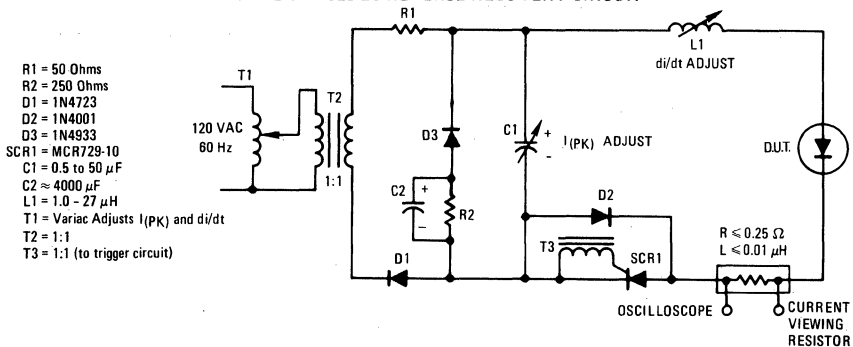 R1 = 50 Ohms
R2 = 250 Ohms
D1 = 1N4723
D2 = 1N4001
D3 = 1N4933
SCR1 = MCR729-10
C1 = 0.5 to 50 µF
C2 ≈ 4000 µF
L1 = 1.0 – 27 µH
T1 = Variac Adjusts I(PK) and di/dt
T2 = 1:1
T3 = 1:1 (to trigger circuit)
T1
120 VAC
60 Hz
T2
1:1
R1
D3
C2
+
–
R2
D1
C1
+
–
I(PK) ADJUST
D2
T3
SCR1
L1
di/dt ADJUST
D.U.T.
R ⩽ 0.25 Ω
L ⩽ 0.01 µH
OSCILLOSCOPE
CURRENT
VIEWING
RESISTOR